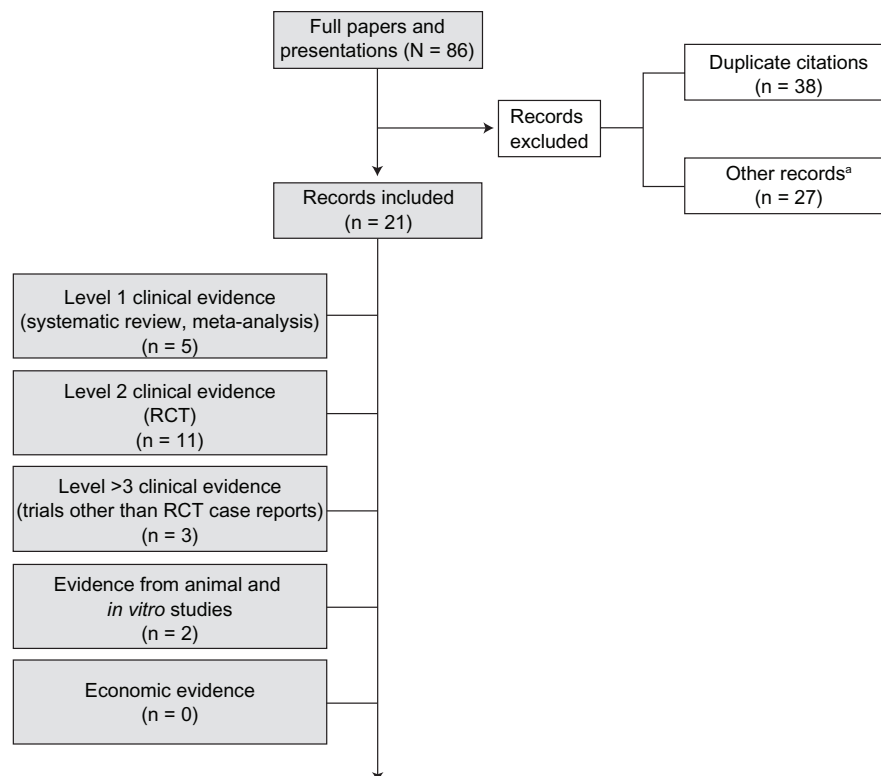 Full papers and
presentations (N = 86)
Duplicate citations
(n = 38)
Records
excluded
Other recordsᵃ
(n = 27)
Records included
(n = 21)
Level 1 clinical evidence
(systematic review, meta-analysis)
(n = 5)
Level 2 clinical evidence
(RCT)
(n = 11)
Level >3 clinical evidence
(trials other than RCT case reports)
(n = 3)
Evidence from animal and
in vitro studies
(n = 2)
Economic evidence
(n = 0)